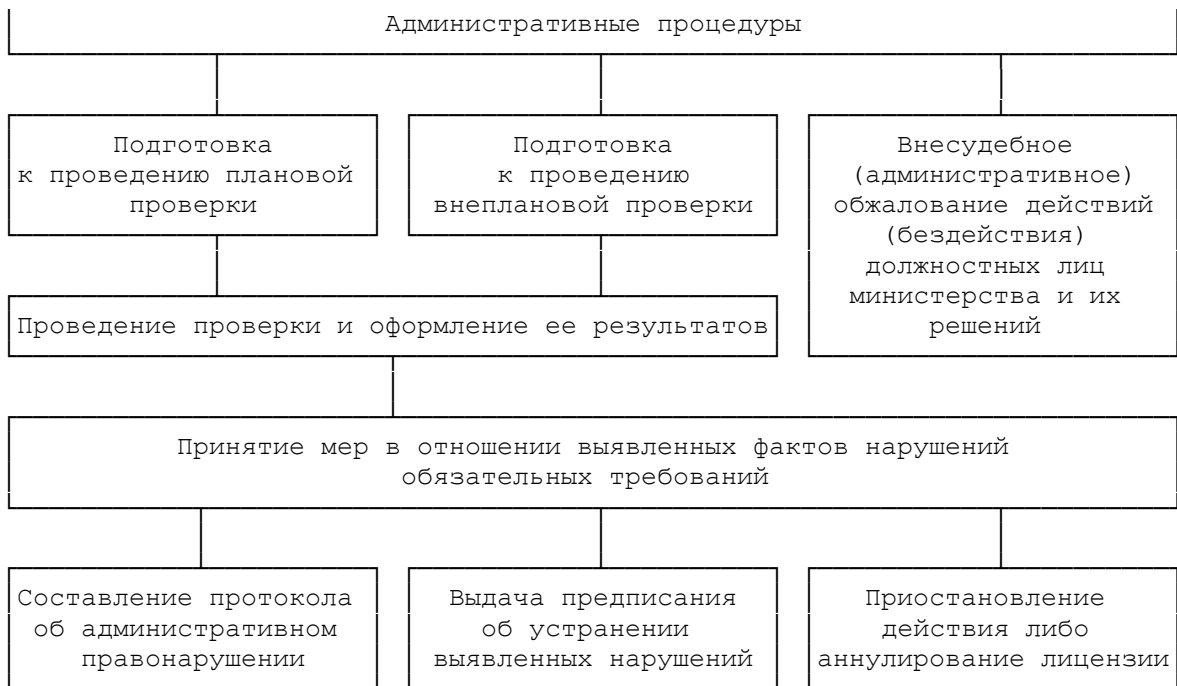 Административные процедуры
Подготовка
к проведению плановой
проверки
Подготовка
к проведению
внеплановой проверки
Внесудебное
(административное)
обжалование действий
(бездействия)
должностных лиц
министерства и их
решений
Проведение проверки и оформление ее результатов
Принятие мер в отношении выявленных фактов нарушений
обязательных требований
Составление протокола
об административном
правонарушении
Выдача предписания
об устранении
выявленных нарушений
Приостановление
действия либо
аннулирование лицензии